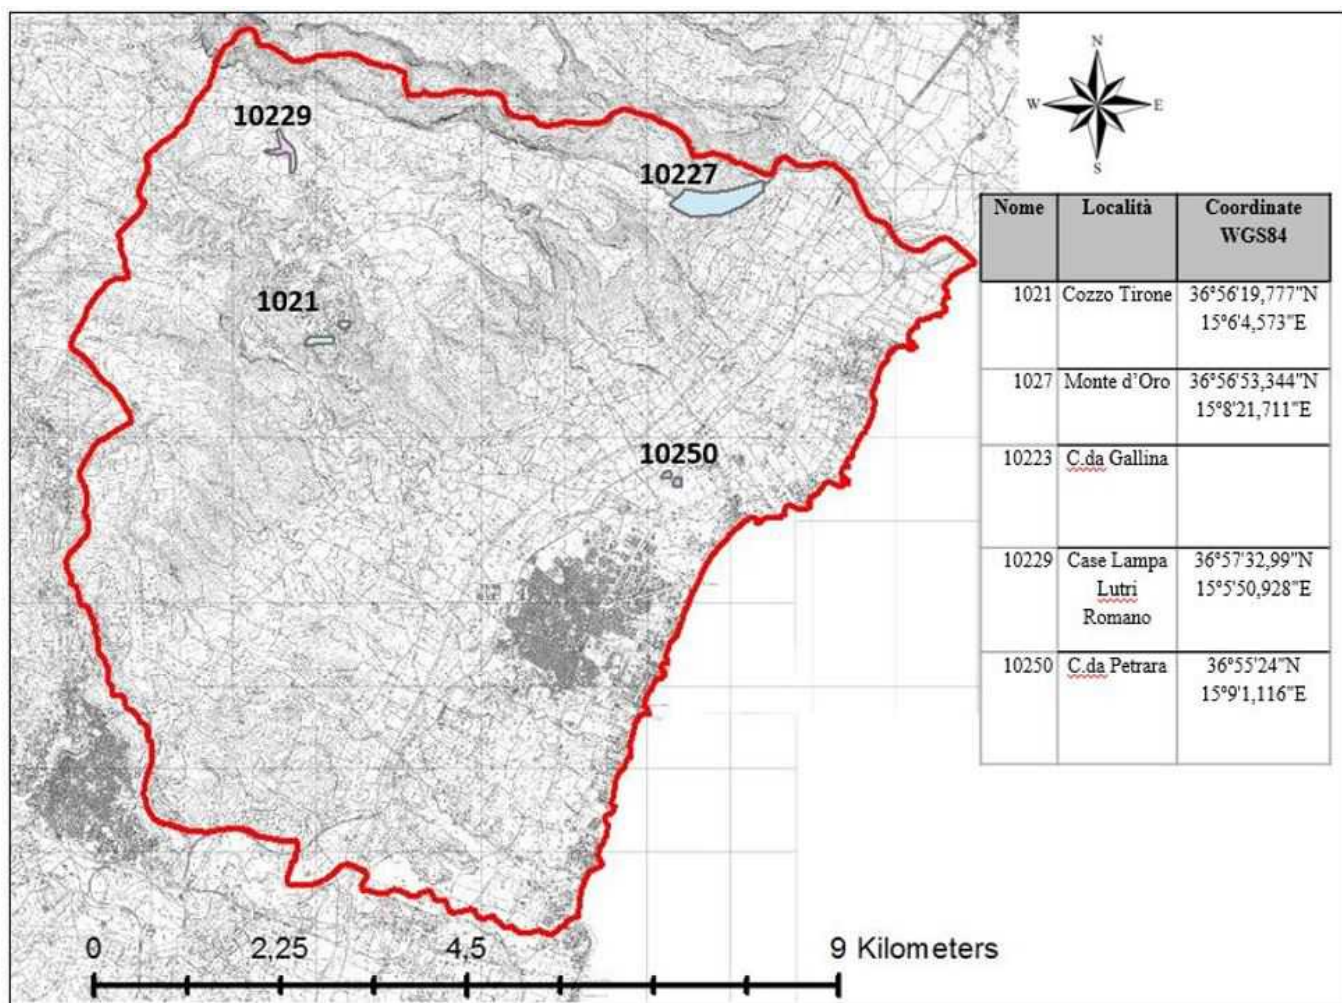 N
W E
S
10229
10227
1021
10250
Nome Località Coordinate
WGS84
1021 Cozzo Tirone 36°56'19,777"N
15°6'4,573"E
1027 Monte d'Oro 36°56'53,344"N
15°8'21,711"E
10223 C.da Gallina
10229 Case Lampa 36°57'32,99"N
Lutri 15°5'50,928"E
Romano
10250 C.da Petrara 36°55'24"N
15°9'1,116"E
0 2,25 4,5 9 Kilometers